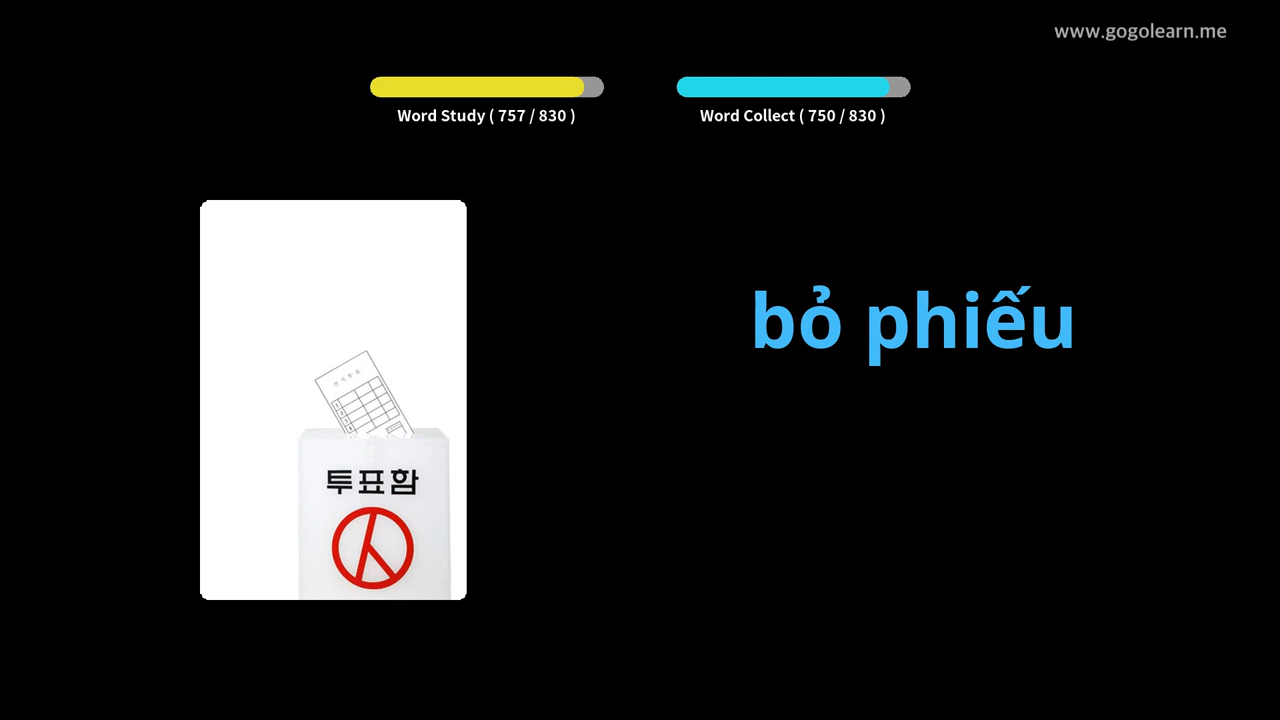 www.gogolearn.me
Word Study ( 757 / 830 )
Word Collect ( 750 / 830 )
bỏ phiếu
투표함